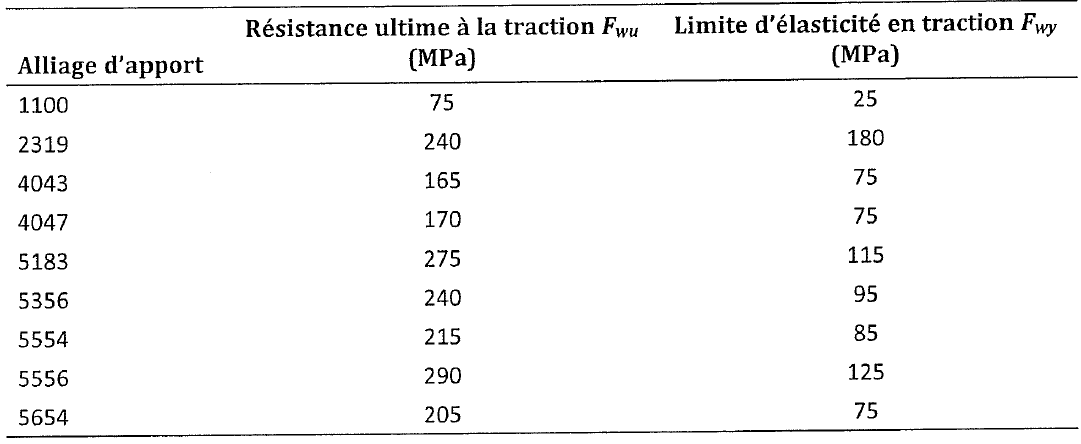 Résistance ultime à la traction Fwu Limite d'élasticité en traction Fwy
Alliage d'apport (MPa) (MPa)
1100 75 25
2319 240 180
4043 165 75
4047 170 75
5183 275 115
5356 240 95
5554 215 85
5556 290 125
5654 205 75